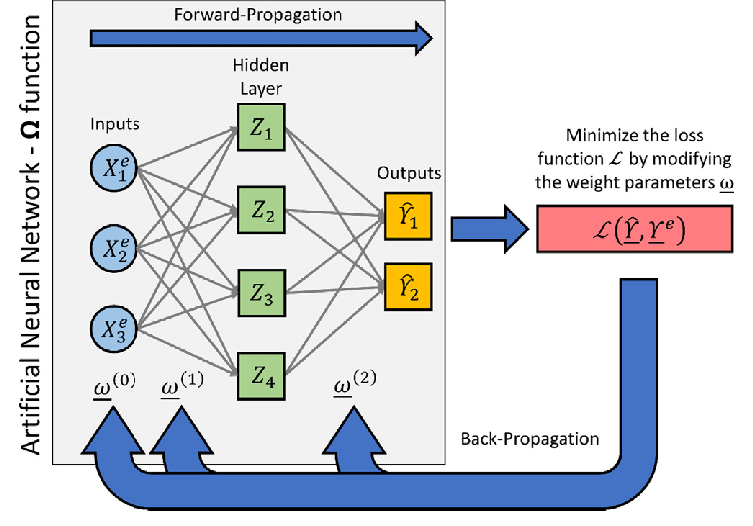 Artificial Neural Network - Ω function
Forward-Propagation
Hidden
Layer
Inputs
Outputs
X₁ᵉ
X₂ᵉ
X₃ᵉ
Z₁
Z₂
Z₃
Z₄
Ŷ₁
Ŷ₂
ω̲⁽⁰⁾
ω̲⁽¹⁾
ω̲⁽²⁾
Minimize the loss
function ℒ by modifying
the weight parameters ω̲
ℒ(Ŷ̲, Y̲ᵉ)
Back-Propagation